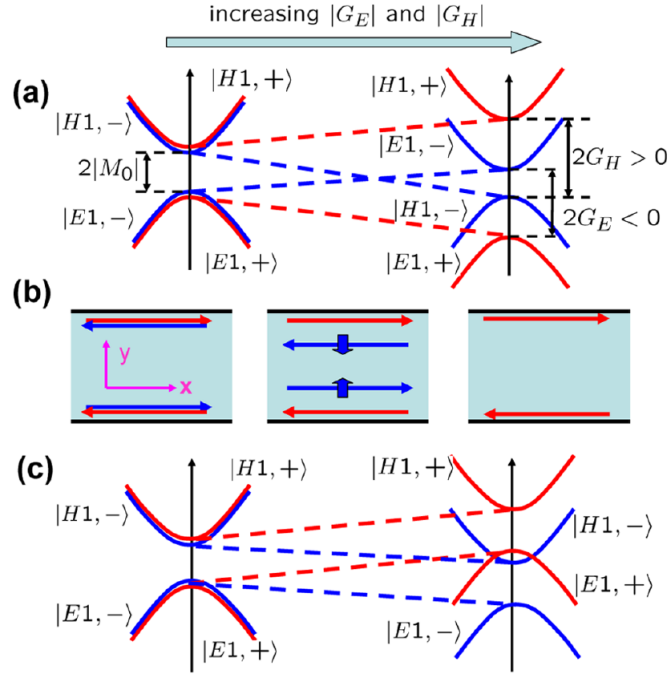 increasing |G_E| and |G_H|
(a)
|H1, +⟩
|H1, −⟩
2|M_0|
|E1, −⟩
|E1, +⟩
|H1, +⟩
|E1, −⟩
2G_H > 0
|H1, −⟩
2G_E < 0
|E1, +⟩
(b)
y
x
(c)
|H1, +⟩
|H1, −⟩
|E1, −⟩
|E1, +⟩
|H1, +⟩
|H1, −⟩
|E1, +⟩
|E1, −⟩